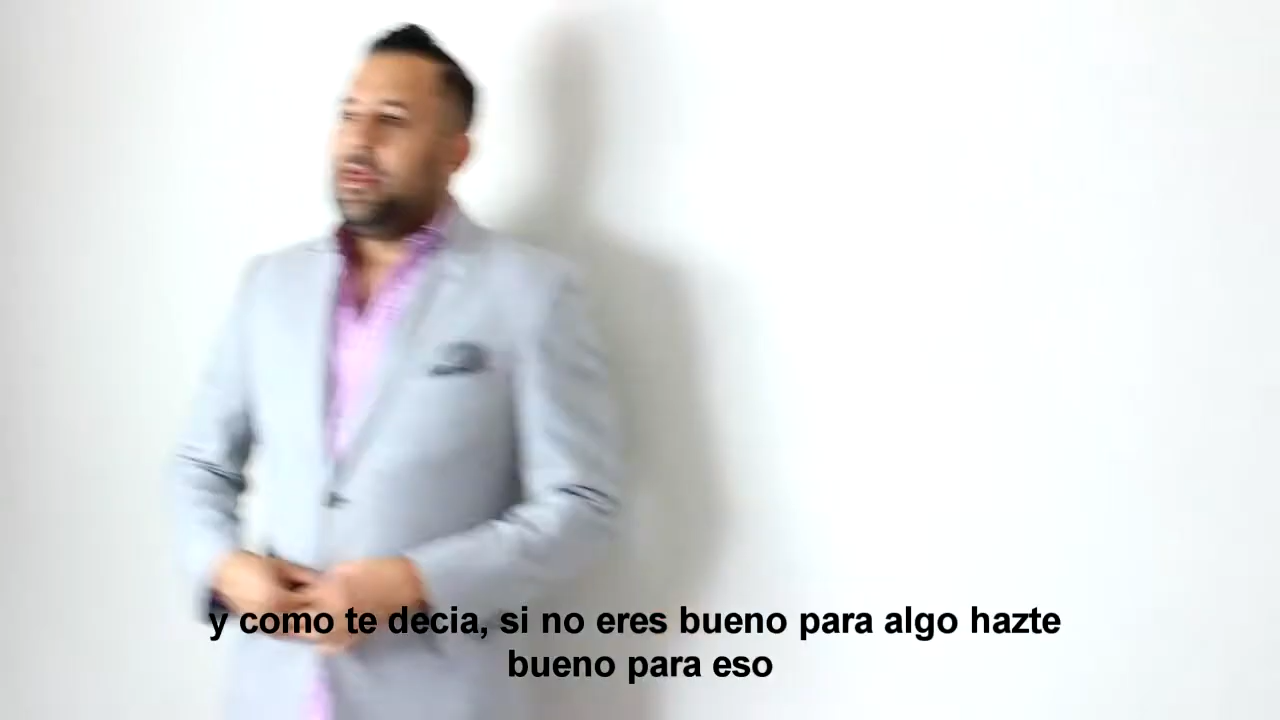 y como te decia, si no eres bueno para algo hazte
bueno para eso